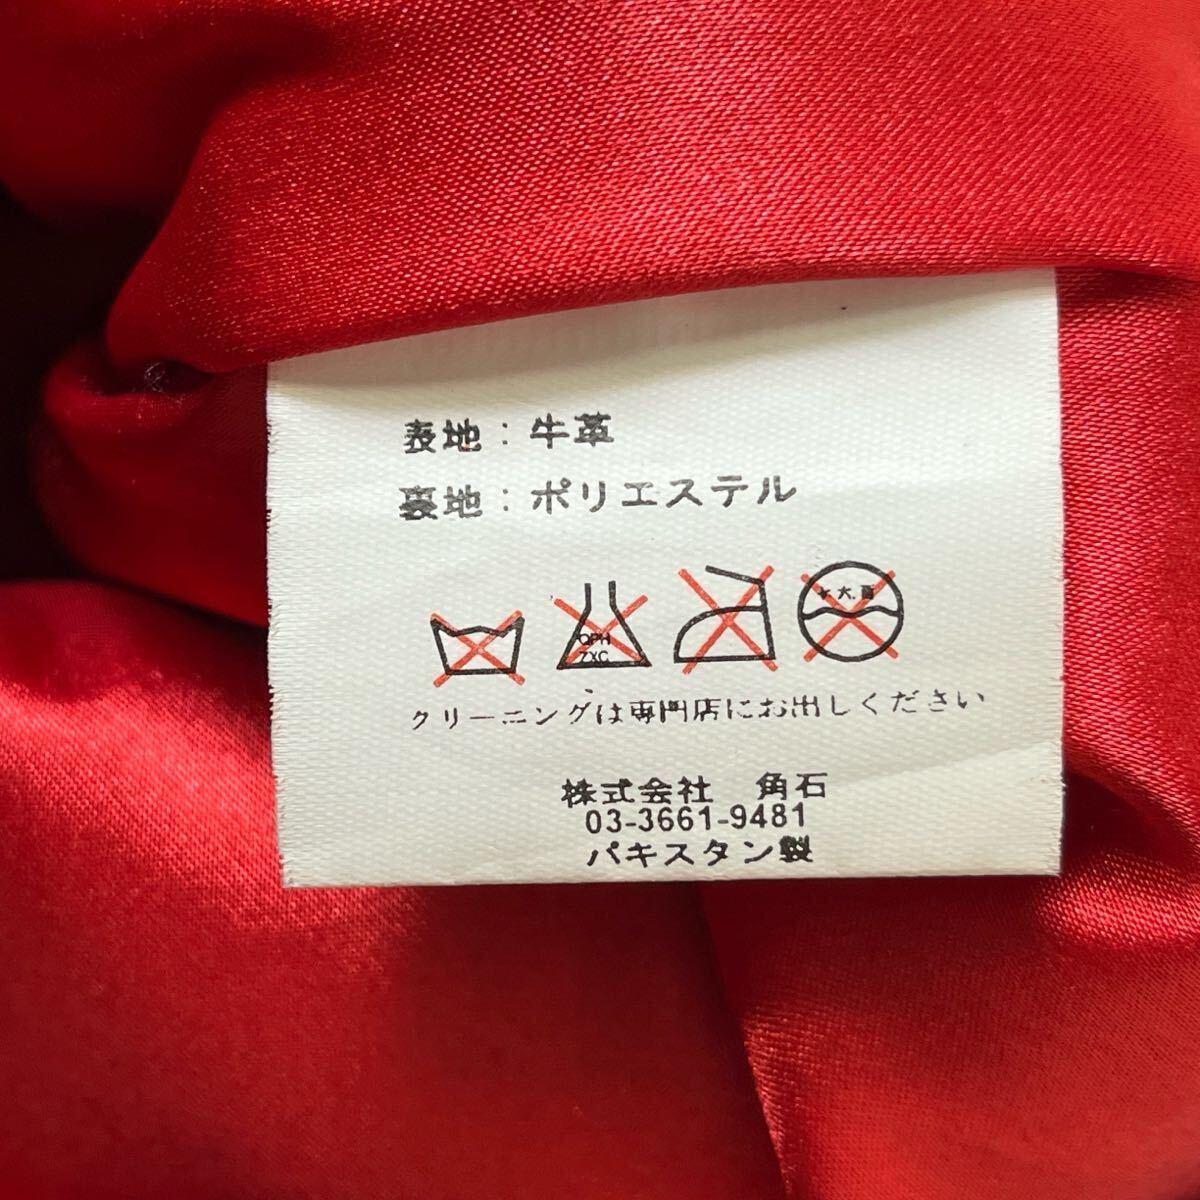 表地：牛革
裏地：ポリエステル
クリーニングは専門店にお出しください
株式会社　角石
03-3661-9481
パキスタン製